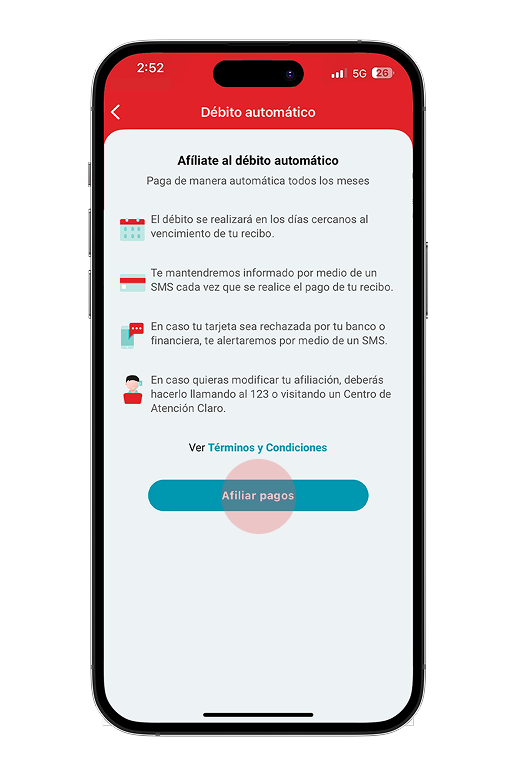 2:52
5G 26
Débito automático
Afíliate al débito automático
Paga de manera automática todos los meses
El débito se realizará en los días cercanos al
vencimiento de tu recibo.
Te mantendremos informado por medio de un
SMS cada vez que se realice el pago de tu recibo.
En caso tu tarjeta sea rechazada por tu banco o
financiera, te alertaremos por medio de un SMS.
En caso quieras modificar tu afiliación, deberás
hacerlo llamando al 123 o visitando un Centro de
Atención Claro.
Ver Términos y Condiciones
Afiliar pagos